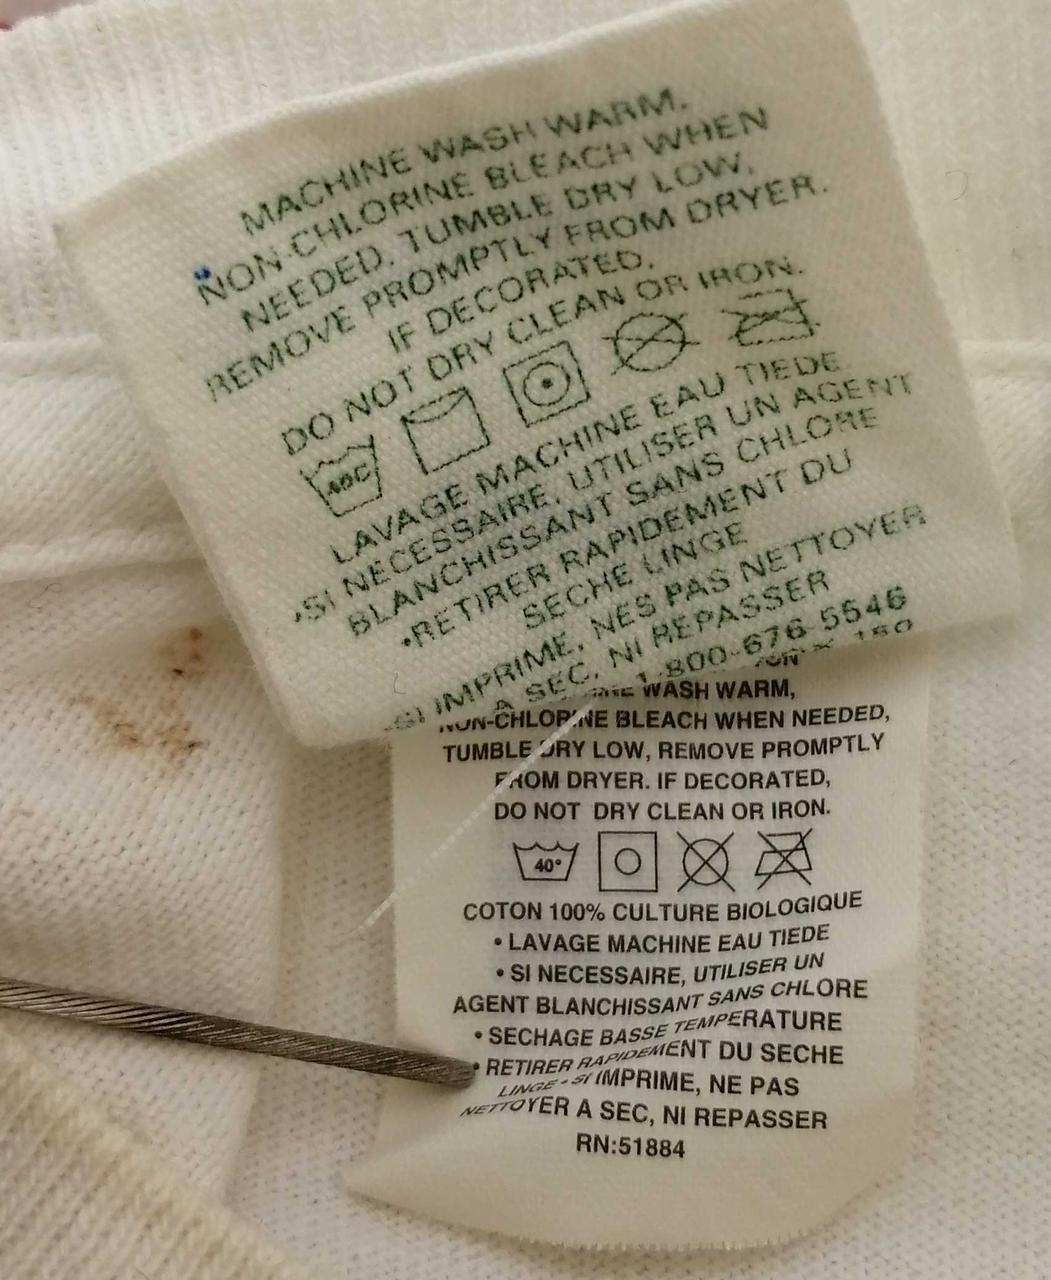 MACHINE WASH WARM.
NON-CHLORINE BLEACH WHEN
NEEDED. TUMBLE DRY LOW.
REMOVE PROMPTLY FROM DRYER.
IF DECORATED.
DO NOT DRY CLEAN OR IRON.
40C
LAVAGE MACHINE EAU TIEDE
•SI NECESSAIRE, UTILISER UN AGENT
BLANCHISSANT SANS CHLORE
•RETIRER RAPIDEMENT DU
SECHE LINGE
SI IMPRIME, NES PAS NETTOYER
A SEC, NI REPASSER
1-800-676-5546
WASH WARM,
NON-CHLORINE BLEACH WHEN NEEDED,
TUMBLE DRY LOW, REMOVE PROMPTLY
FROM DRYER. IF DECORATED,
DO NOT DRY CLEAN OR IRON.
40°
COTON 100% CULTURE BIOLOGIQUE
• LAVAGE MACHINE EAU TIEDE
• SI NECESSAIRE, UTILISER UN
AGENT BLANCHISSANT SANS CHLORE
• SECHAGE BASSE TEMPERATURE
• RETIRER RAPIDEMENT DU SECHE
LINGE • SI IMPRIME, NE PAS
NETTOYER A SEC, NI REPASSER
RN:51884